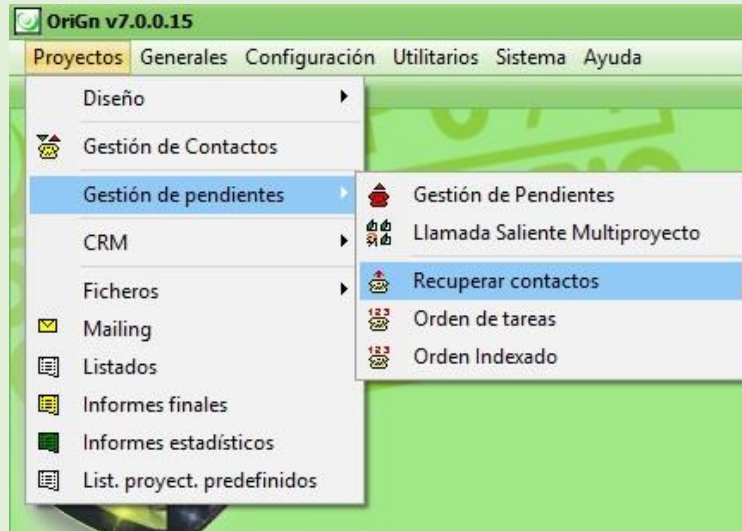 OriGn v7.0.0.15
Proyectos Generales Configuración Utilitarios Sistema Ayuda
Diseño
Gestión de Contactos
Gestión de pendientes
CRM
Ficheros
Mailing
Listados
Informes finales
Informes estadísticos
List. proyect. predefinidos
Gestión de Pendientes
Llamada Saliente Multiproyecto
Recuperar contactos
Orden de tareas
Orden Indexado